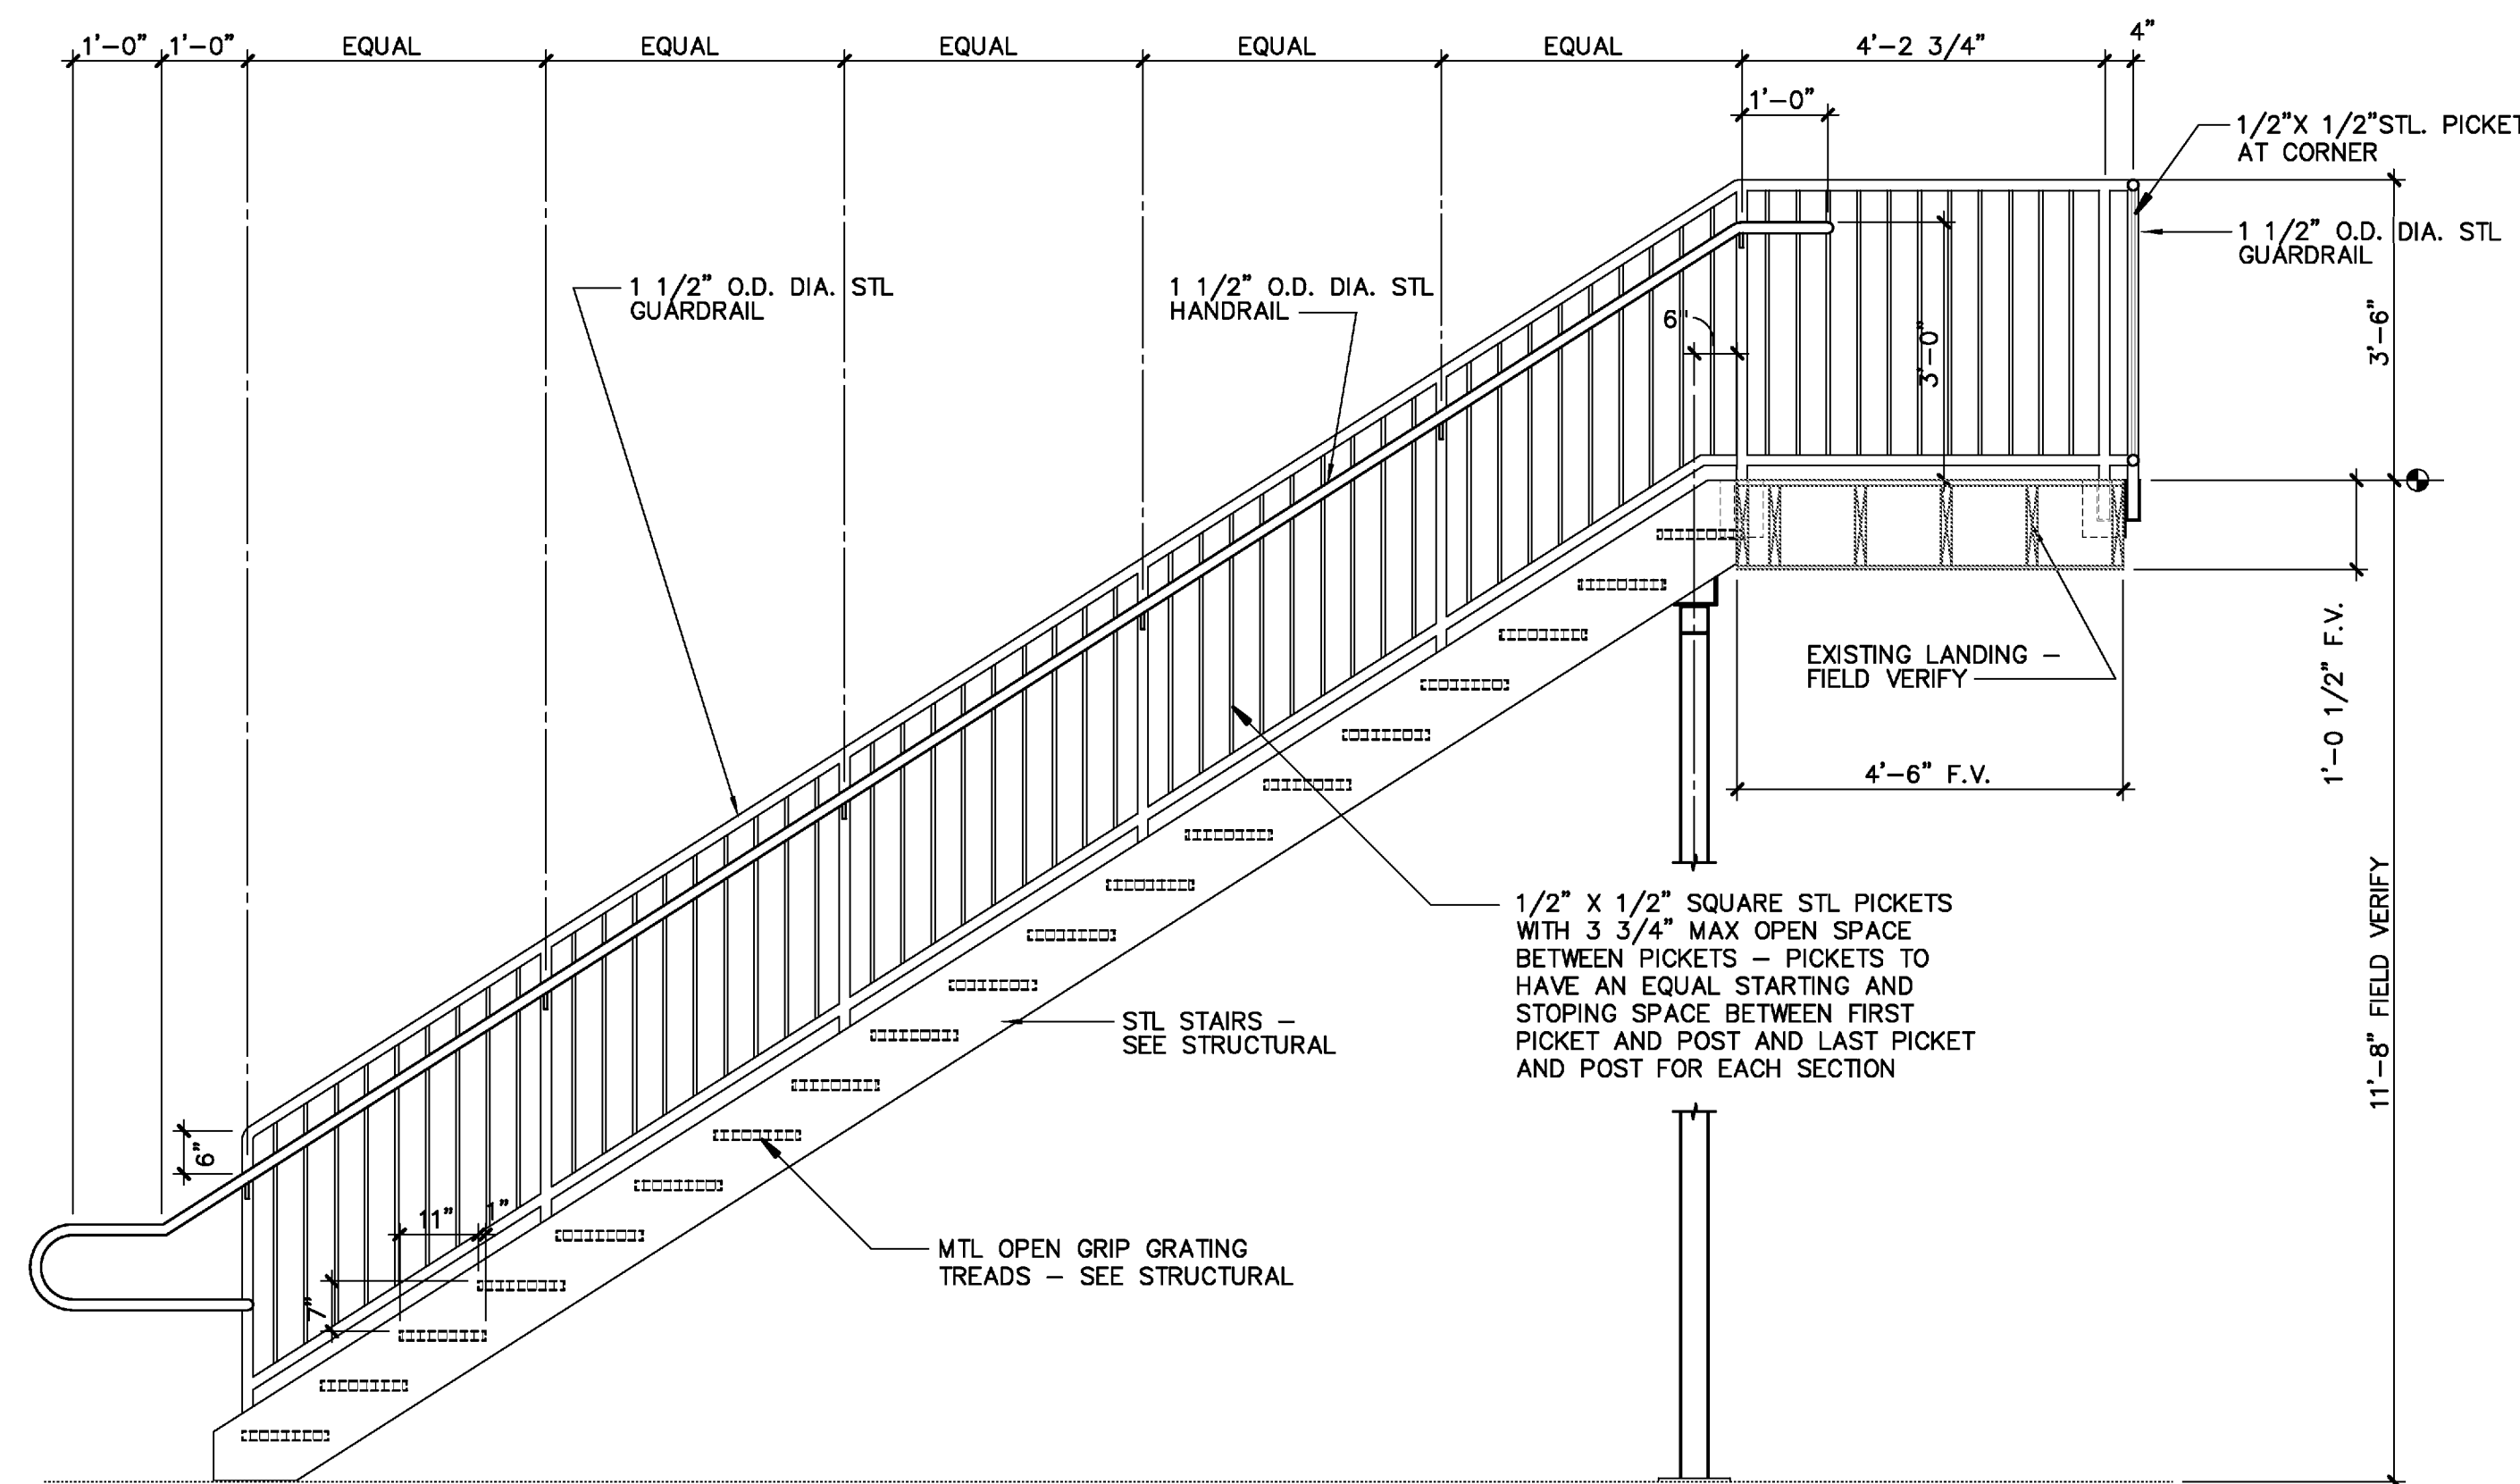 1'-0" 1'-0" EQUAL EQUAL EQUAL EQUAL EQUAL 4'-2 3/4" 4"
1'-0"
1/2"X 1/2"STL. PICKET
AT CORNER
1 1/2" O.D. DIA. STL
GUARDRAIL
1 1/2" O.D. DIA. STL
GUARDRAIL
1 1/2" O.D. DIA. STL
HANDRAIL
6"
3'-0"
3'-6"
EXISTING LANDING –
FIELD VERIFY
1'-0 1/2" F.V.
4'-6" F.V.
11'-8" FIELD VERIFY
1/2" X 1/2" SQUARE STL PICKETS
WITH 3 3/4" MAX OPEN SPACE
BETWEEN PICKETS – PICKETS TO
HAVE AN EQUAL STARTING AND
STOPING SPACE BETWEEN FIRST
PICKET AND POST AND LAST PICKET
AND POST FOR EACH SECTION
STL STAIRS –
SEE STRUCTURAL
6"
11" 1"
7"
MTL OPEN GRIP GRATING
TREADS – SEE STRUCTURAL